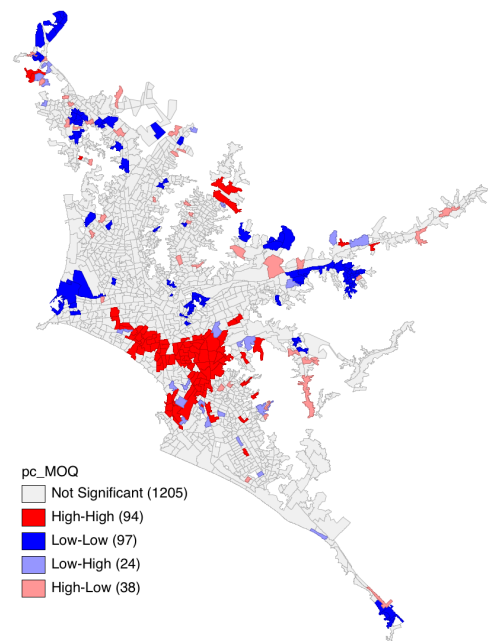 pc_MOQ
Not Significant (1205)
High-High (94)
Low-Low (97)
Low-High (24)
High-Low (38)